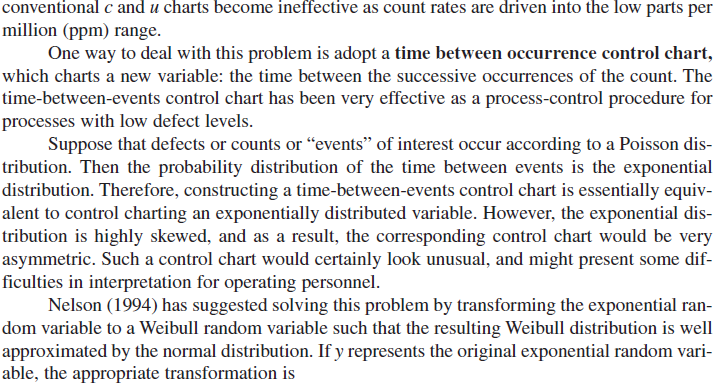 conventional c and u charts become ineffective as count rates are driven into the low parts per
million (ppm) range.
One way to deal with this problem is adopt a time between occurrence control chart,
which charts a new variable: the time between the successive occurrences of the count. The
time-between-events control chart has been very effective as a process-control procedure for
processes with low defect levels.
Suppose that defects or counts or “events” of interest occur according to a Poisson dis-
tribution. Then the probability distribution of the time between events is the exponential
distribution. Therefore, constructing a time-between-events control chart is essentially equiv-
alent to control charting an exponentially distributed variable. However, the exponential dis-
tribution is highly skewed, and as a result, the corresponding control chart would be very
asymmetric. Such a control chart would certainly look unusual, and might present some dif-
ficulties in interpretation for operating personnel.
Nelson (1994) has suggested solving this problem by transforming the exponential ran-
dom variable to a Weibull random variable such that the resulting Weibull distribution is well
approximated by the normal distribution. If y represents the original exponential random vari-
able, the appropriate transformation is